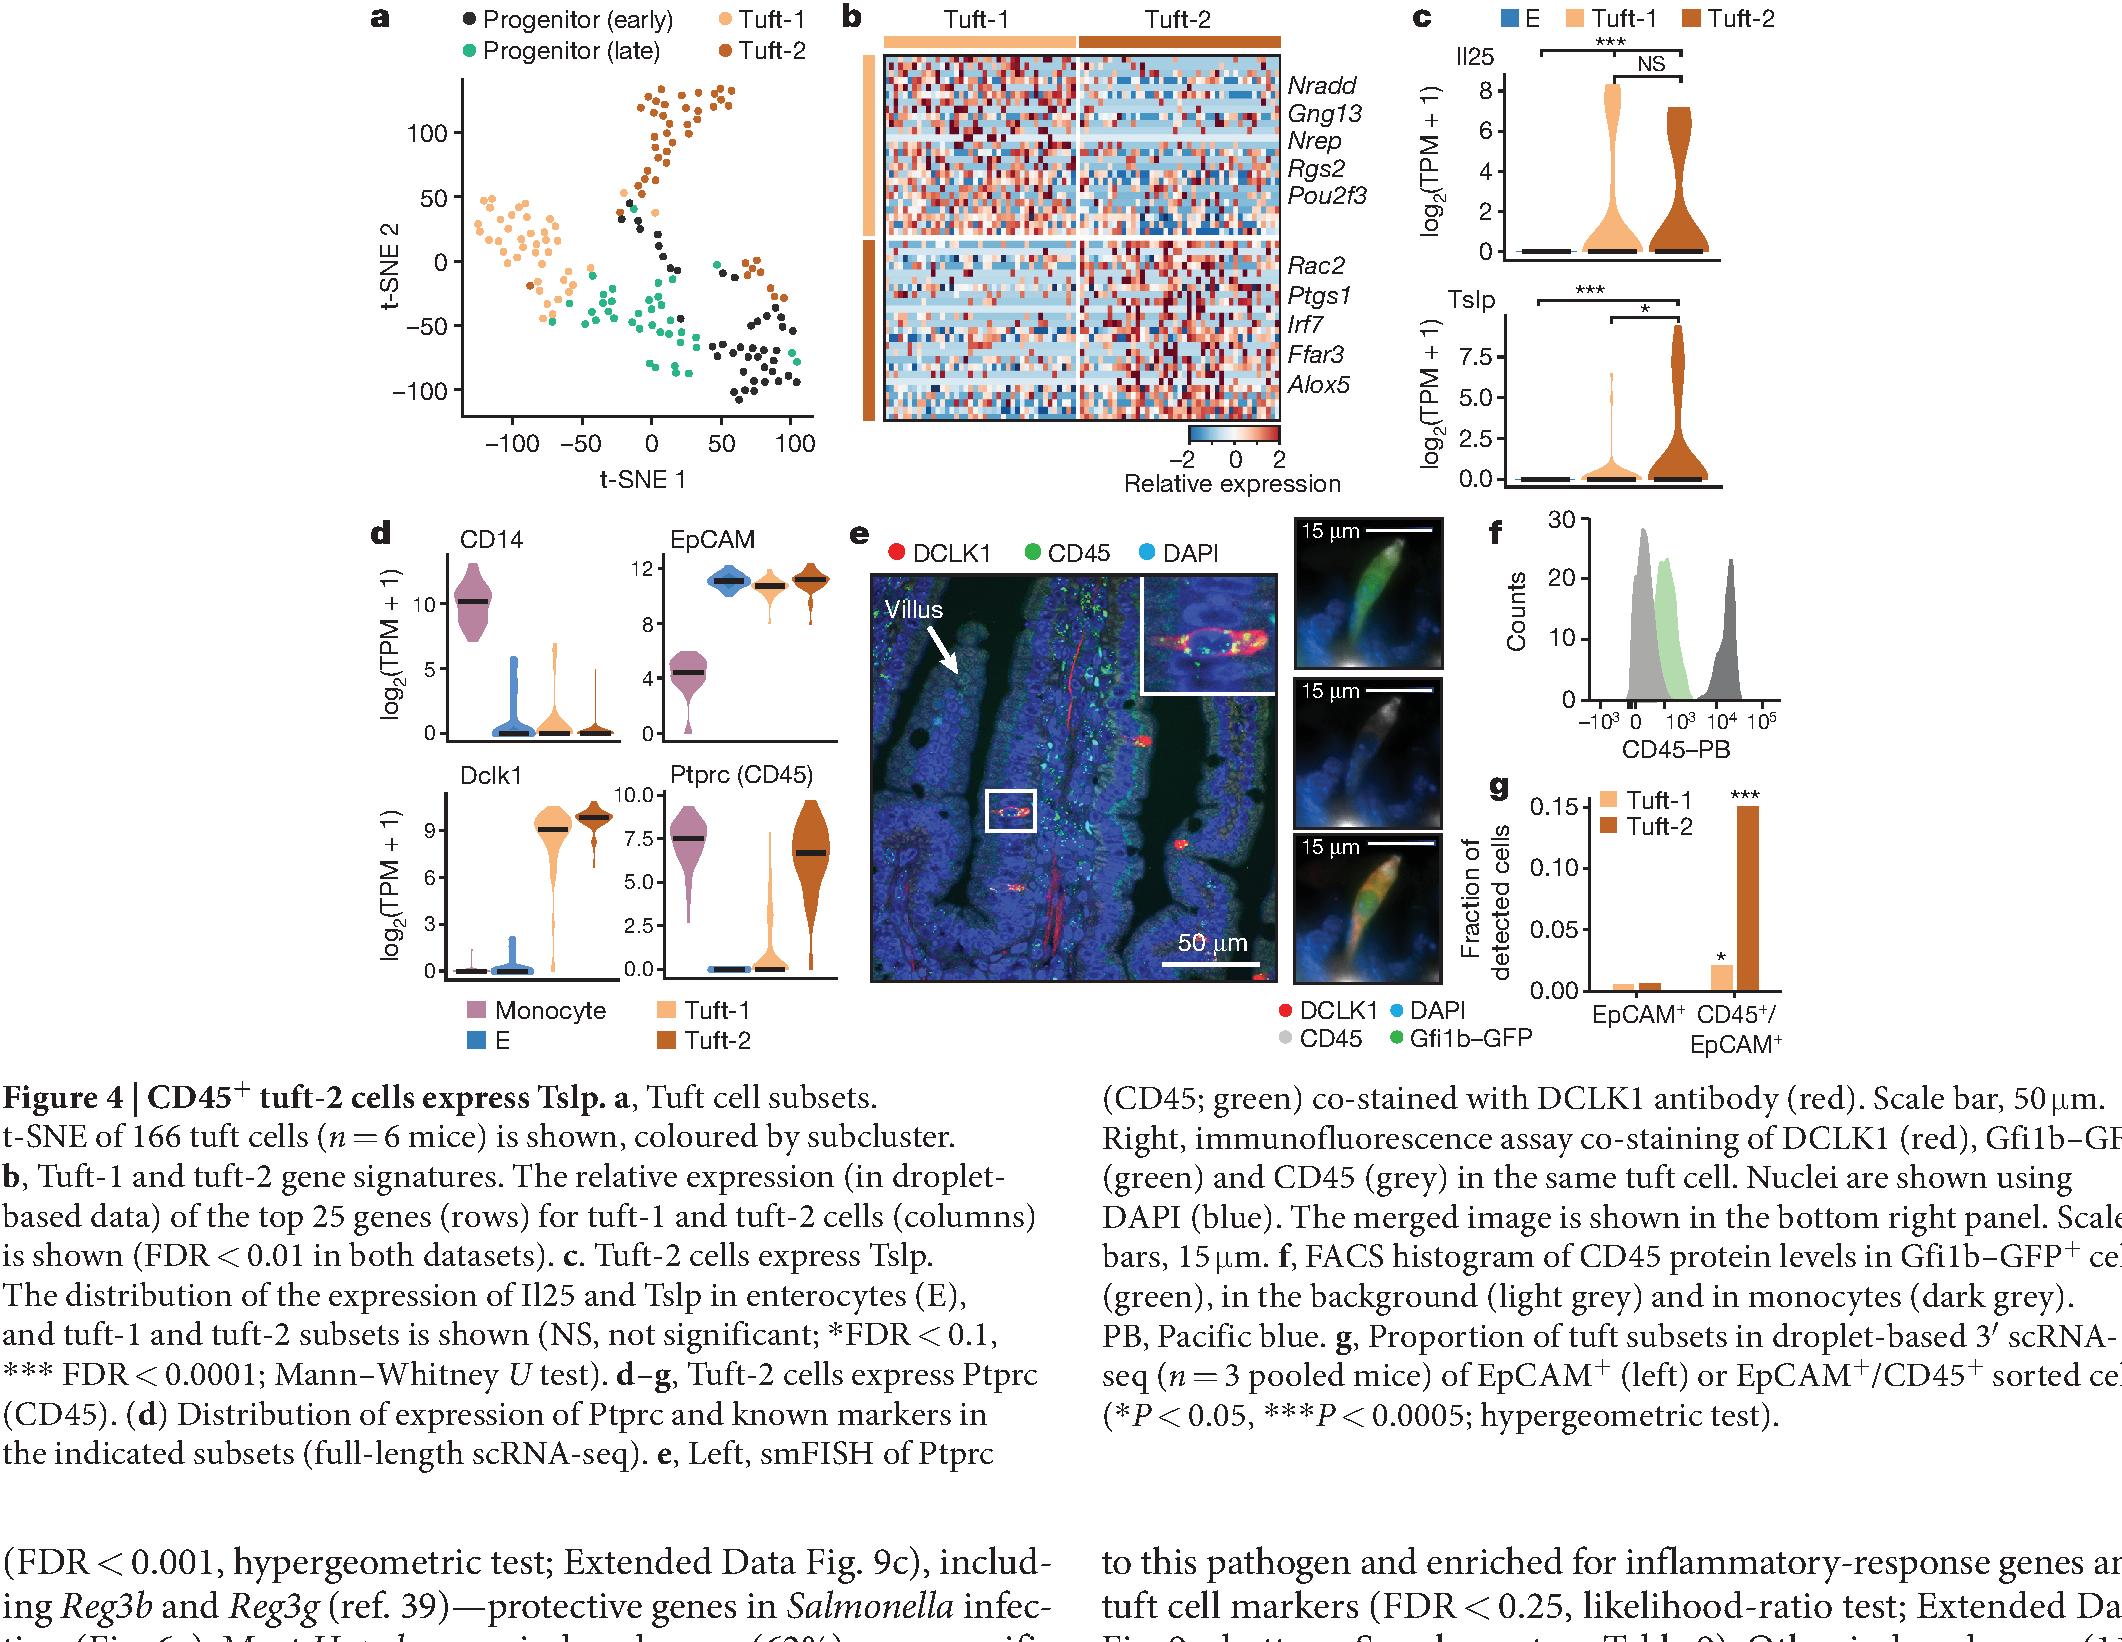 a
Progenitor (early)
Tuft-1
Progenitor (late)
Tuft-2
100
50
0
−50
−100
t-SNE 2
−100 −50 0 50 100
t-SNE 1
b
Tuft-1 Tuft-2
Nradd
Gng13
Nrep
Rgs2
Pou2f3
Rac2
Ptgs1
Irf7
Ffar3
Alox5
−2 0 2
Relative expression
c
E Tuft-1 Tuft-2
Il25
***
NS
8
6
4
2
0
log2(TPM + 1)
Tslp
***
*
7.5
5.0
2.5
0.0
log2(TPM + 1)
d
CD14
10
5
0
log2(TPM + 1)
EpCAM
12
8
4
0
Dclk1
9
6
3
0
log2(TPM + 1)
Ptprc (CD45)
10.0
7.5
5.0
2.5
0.0
Monocyte Tuft-1
E Tuft-2
e
DCLK1 CD45 DAPI
Villus
50 µm
15 µm
15 µm
15 µm
DCLK1 DAPI
CD45 Gfi1b–GFP
f
30
20
10
0
Counts
−10³ 0 10³ 10⁴ 10⁵
CD45–PB
g
Tuft-1
Tuft-2
***
*
0.15
0.10
0.05
0.00
Fraction of
detected cells
EpCAM⁺ CD45⁺/
EpCAM⁺
Figure 4 | CD45⁺ tuft-2 cells express Tslp. a, Tuft cell subsets.
t-SNE of 166 tuft cells (n = 6 mice) is shown, coloured by subcluster.
b, Tuft-1 and tuft-2 gene signatures. The relative expression (in droplet-
based data) of the top 25 genes (rows) for tuft-1 and tuft-2 cells (columns)
is shown (FDR < 0.01 in both datasets). c. Tuft-2 cells express Tslp.
The distribution of the expression of Il25 and Tslp in enterocytes (E),
and tuft-1 and tuft-2 subsets is shown (NS, not significant; *FDR < 0.1,
*** FDR < 0.0001; Mann–Whitney U test). d–g, Tuft-2 cells express Ptprc
(CD45). (d) Distribution of expression of Ptprc and known markers in
the indicated subsets (full-length scRNA-seq). e, Left, smFISH of Ptprc
(CD45; green) co-stained with DCLK1 antibody (red). Scale bar, 50 µm.
Right, immunofluorescence assay co-staining of DCLK1 (red), Gfi1b–GF
(green) and CD45 (grey) in the same tuft cell. Nuclei are shown using
DAPI (blue). The merged image is shown in the bottom right panel. Scale
bars, 15 µm. f, FACS histogram of CD45 protein levels in Gfi1b–GFP⁺ cel
(green), in the background (light grey) and in monocytes (dark grey).
PB, Pacific blue. g, Proportion of tuft subsets in droplet-based 3′ scRNA-
seq (n = 3 pooled mice) of EpCAM⁺ (left) or EpCAM⁺/CD45⁺ sorted cel
(*P < 0.05, ***P < 0.0005; hypergeometric test).
(FDR < 0.001, hypergeometric test; Extended Data Fig. 9c), includ-
ing Reg3b and Reg3g (ref. 39)—protective genes in Salmonella infec-
to this pathogen and enriched for inflammatory-response genes an
tuft cell markers (FDR < 0.25, likelihood-ratio test; Extended Da